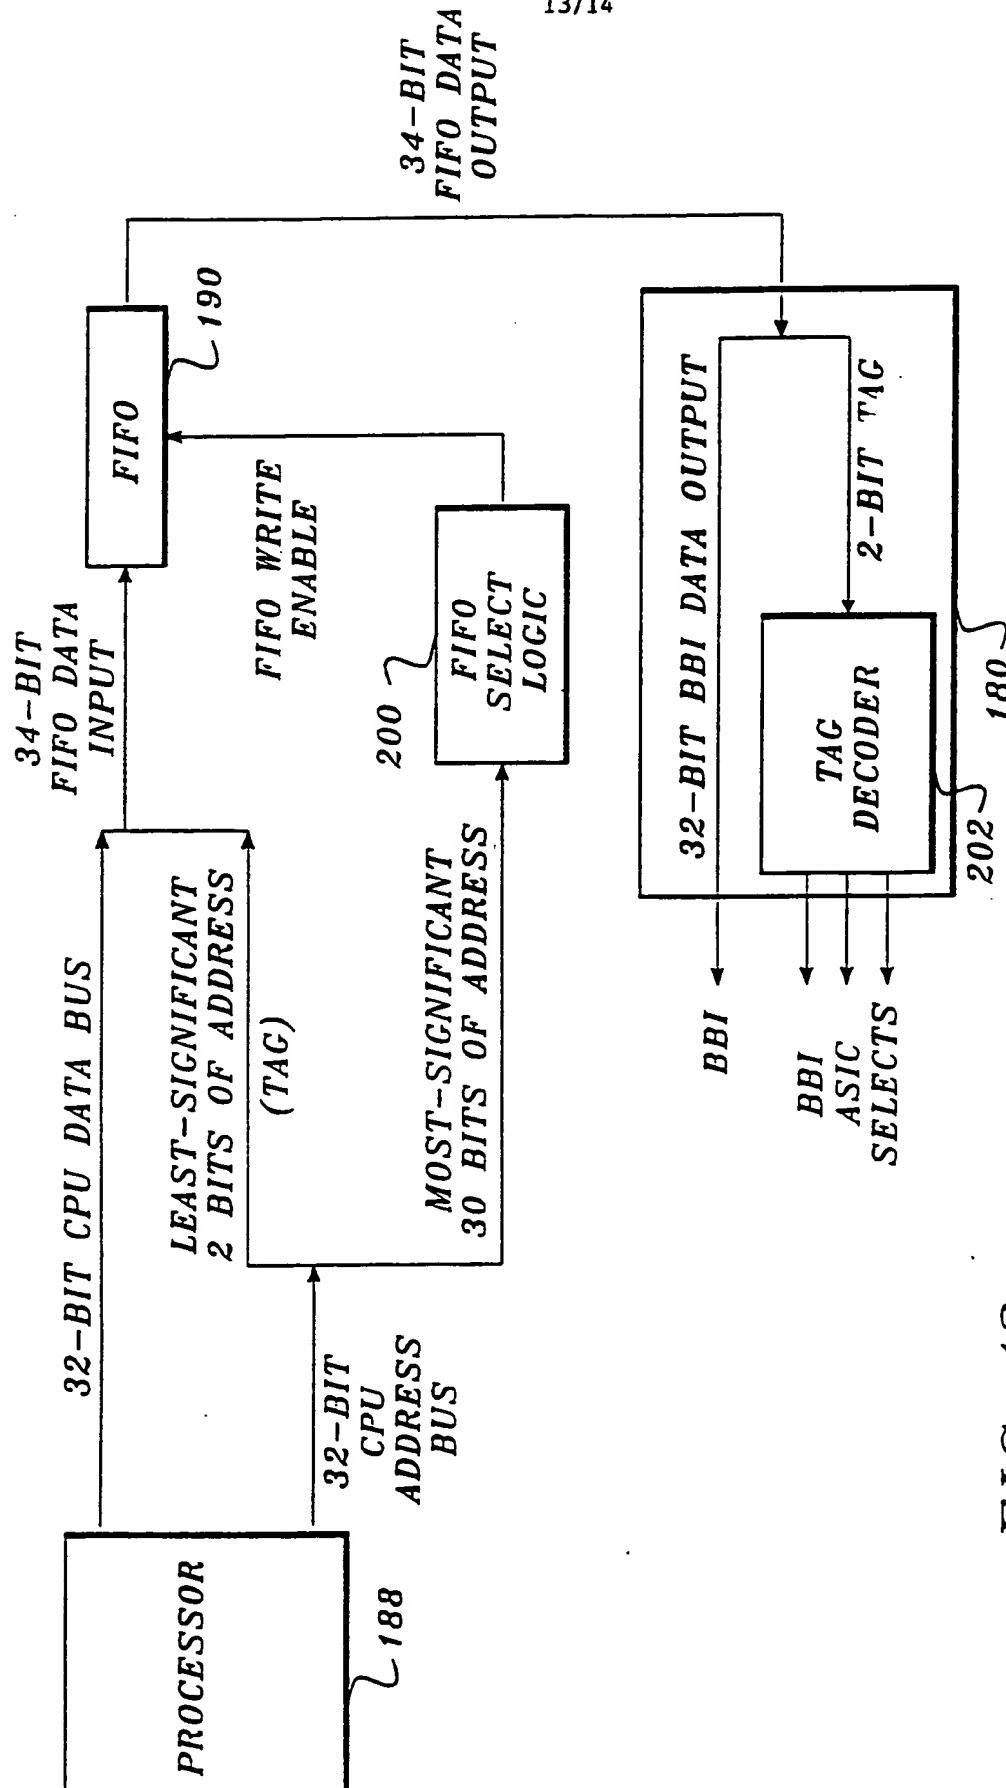 13/14
34-BIT
FIFO DATA
INPUT
FIFO
190
34-BIT
FIFO DATA
OUTPUT
32-BIT CPU DATA BUS
LEAST-SIGNIFICANT
2 BITS OF ADDRESS
(TAG)
FIFO WRITE
ENABLE
PROCESSOR
188
32-BIT
CPU
ADDRESS
BUS
MOST-SIGNIFICANT
30 BITS OF ADDRESS
200
FIFO
SELECT
LOGIC
BBI
32-BIT BBI DATA OUTPUT
BBI
ASIC
SELECTS
TAG
DECODER
2-BIT TAG
202
180